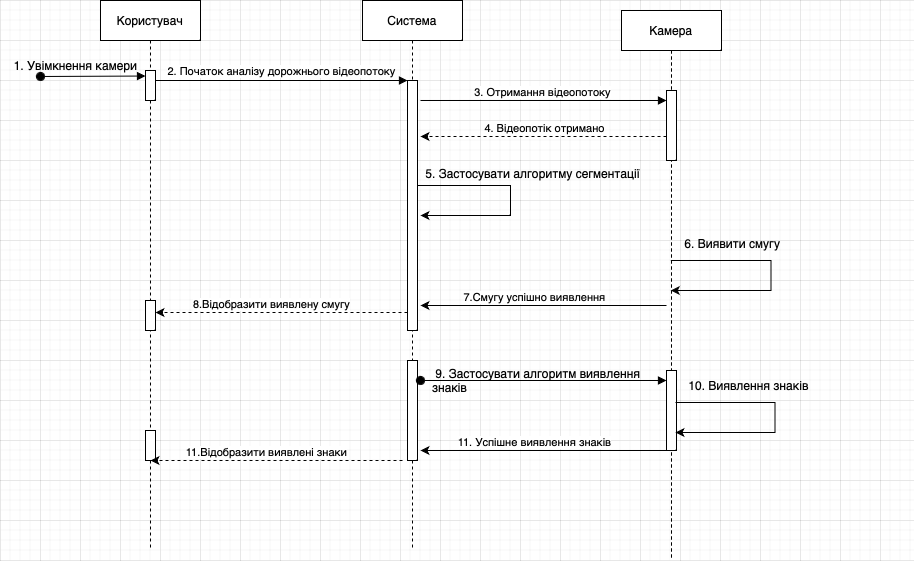 Користувач
Система
Камера
1. Увімкнення камери
2. Початок аналізу дорожнього відеопотоку
3. Отримання відеопотоку
4. Відеопотік отримано
5. Застосувати алгоритму сегментації
6. Виявити смугу
7.Смугу успішно виявлення
8.Відобразити виявлену смугу
9. Застосувати алгоритм виявлення
знаків
10. Виявлення знаків
11. Успішне виявлення знаків
11.Відобразити виявлені знаки